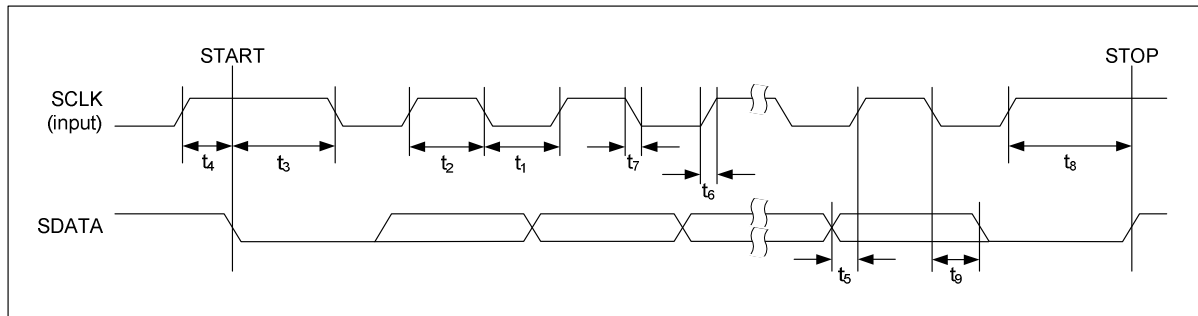 START
STOP
SCLK
(input)
t4
t3
t2
t1
t7
t6
t8
SDATA
t5
t9